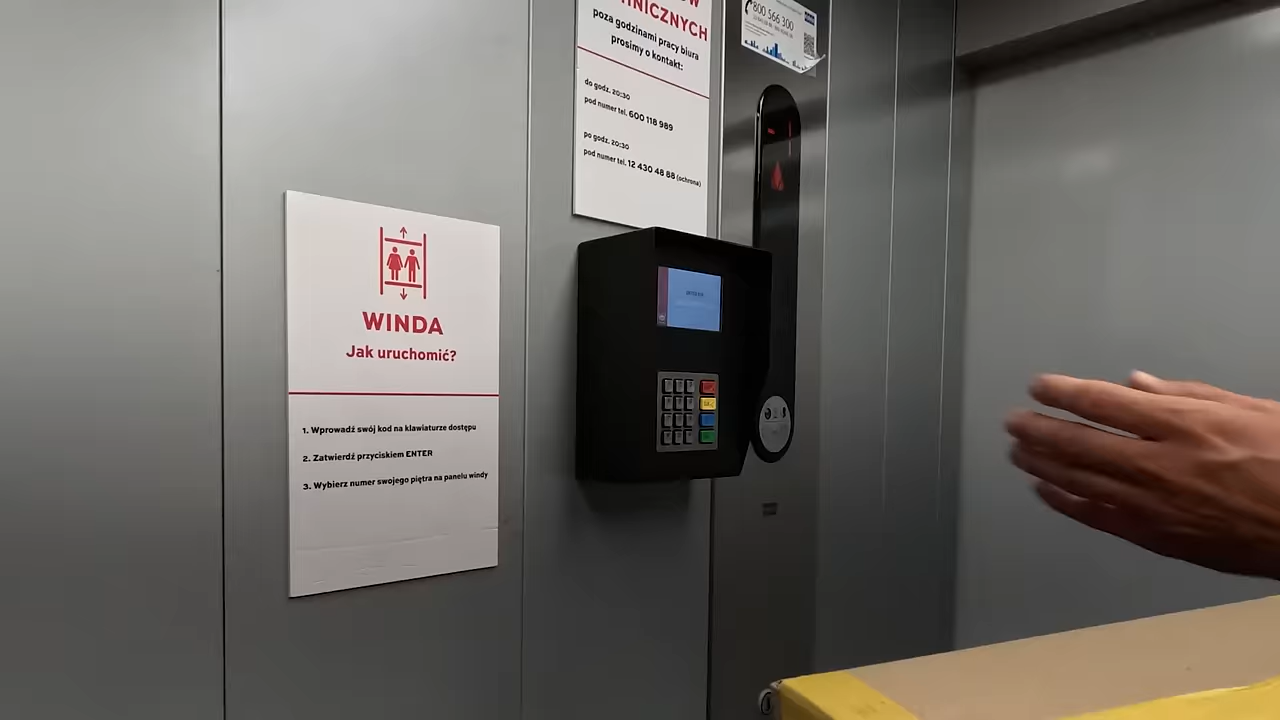 WINDA
Jak uruchomić?
1. Wprowadź swój kod na klawiaturze dostępu
2. Zatwierdź przyciskiem ENTER
3. Wybierz numer swojego piętra na panelu windy
HNICZNYCH
poza godzinami pracy biura
prosimy o kontakt:
do godz. 20:30
pod numer tel. 600 118 989
po godz. 20:30
pod numer tel. 12 430 48 88 (ochrona)
800 566 300